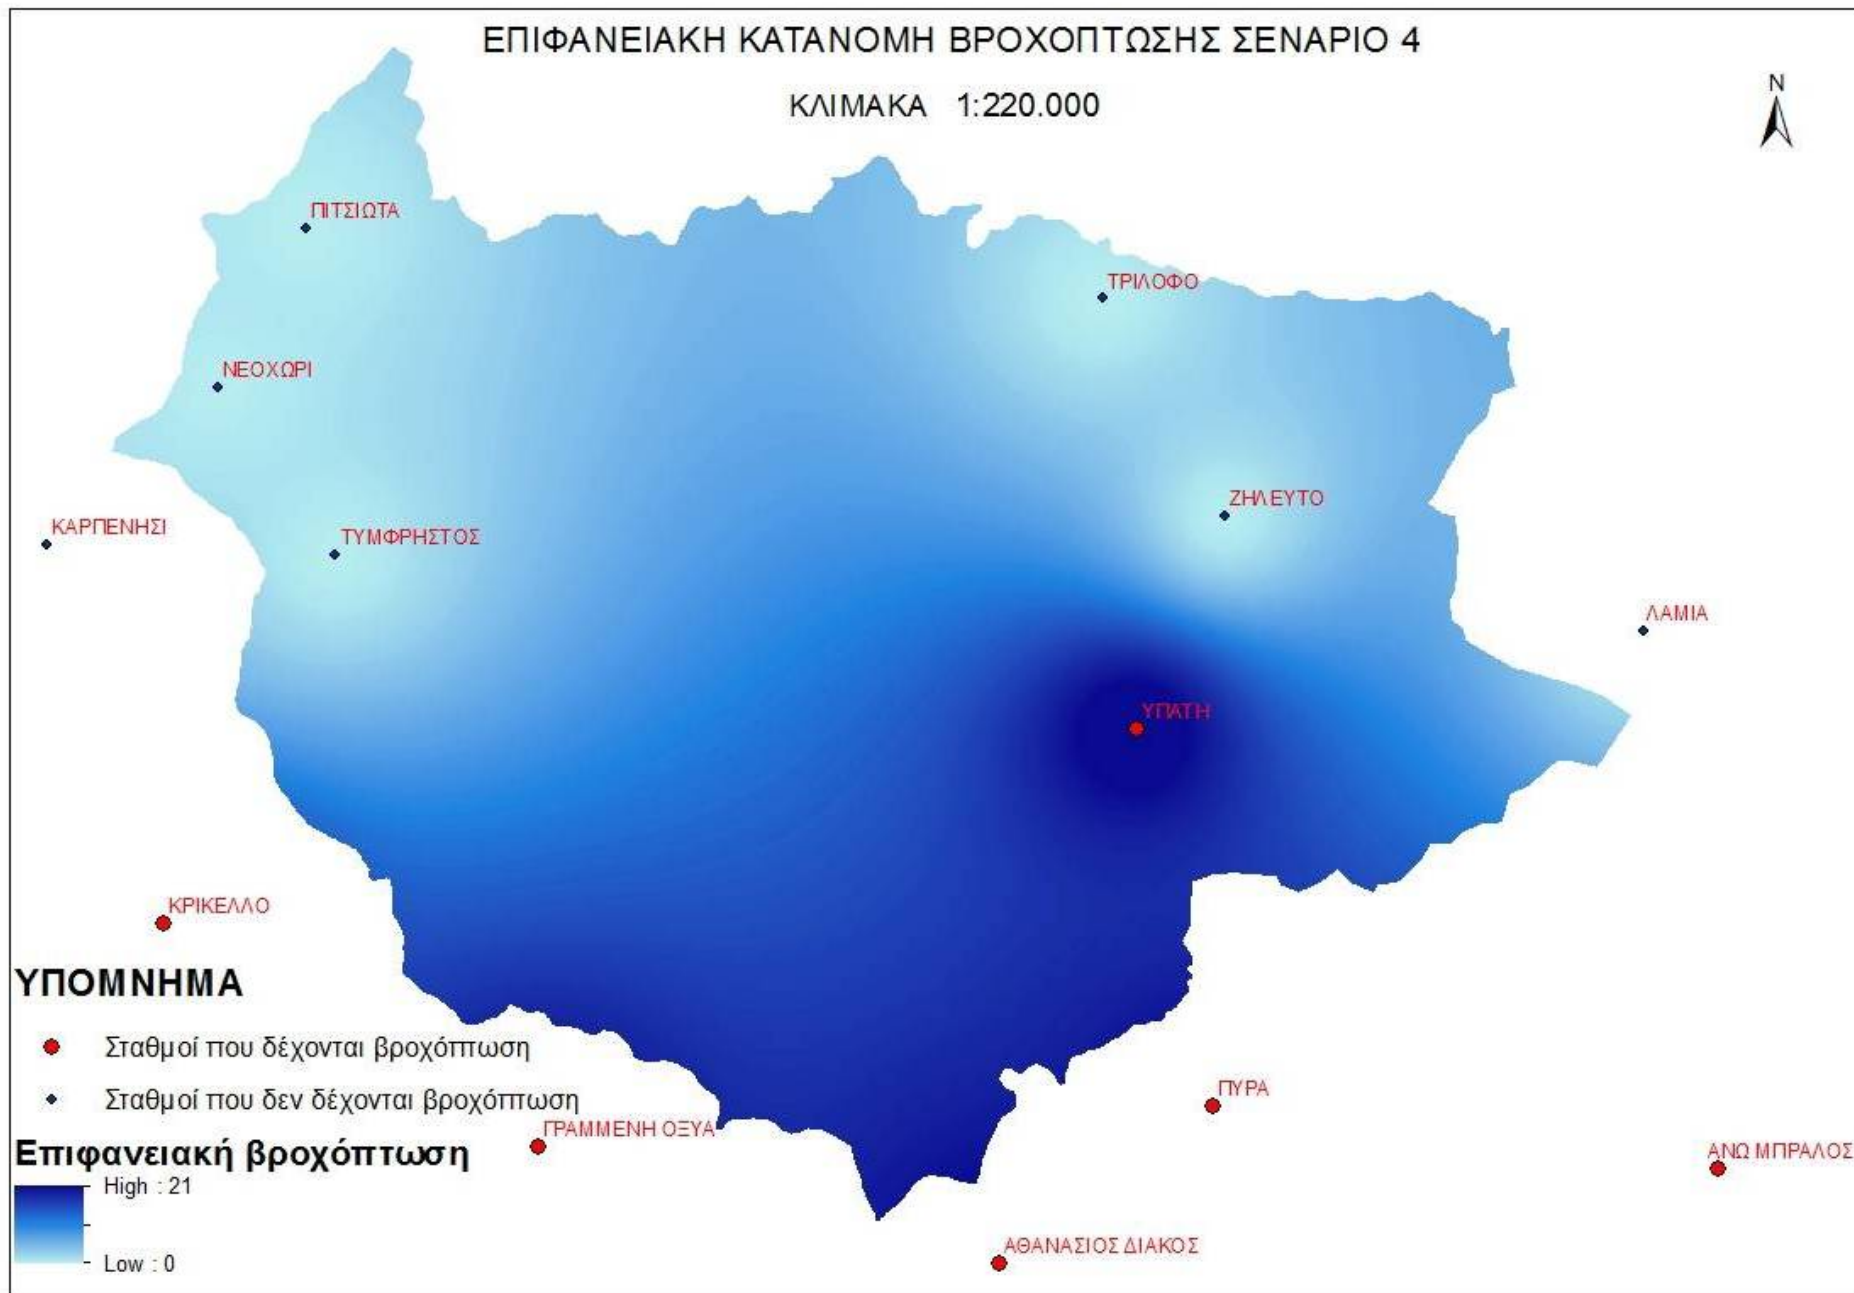 ΕΠΙΦΑΝΕΙΑΚΗ ΚΑΤΑΝΟΜΗ ΒΡΟΧΟΠΤΩΣΗΣ ΣΕΝΑΡΙΟ 4
ΚΛΙΜΑΚΑ 1:220.000
N
ΠΙΤΣΙΩΤΑ
ΤΡΙΛΟΦΟ
ΝΕΟΧΩΡΙ
ΖΗΛΕΥΤΟ
ΚΑΡΠΕΝΗΣΙ
ΤΥΜΦΡΗΣΤΟΣ
ΛΑΜΙΑ
ΥΠΑΤΗ
ΚΡΙΚΕΛΛΟ
ΥΠΟΜΝΗΜΑ
Σταθμοί που δέχονται βροχόπτωση
Σταθμοί που δεν δέχονται βροχόπτωση
ΠΥΡΑ
ΓΡΑΜΜΕΝΗ ΟΞΥΑ
ΑΝΩ ΜΠΡΑΛΟΣ
Επιφανειακή βροχόπτωση
High : 21
Low : 0
ΑΘΑΝΑΣΙΟΣ ΔΙΑΚΟΣ